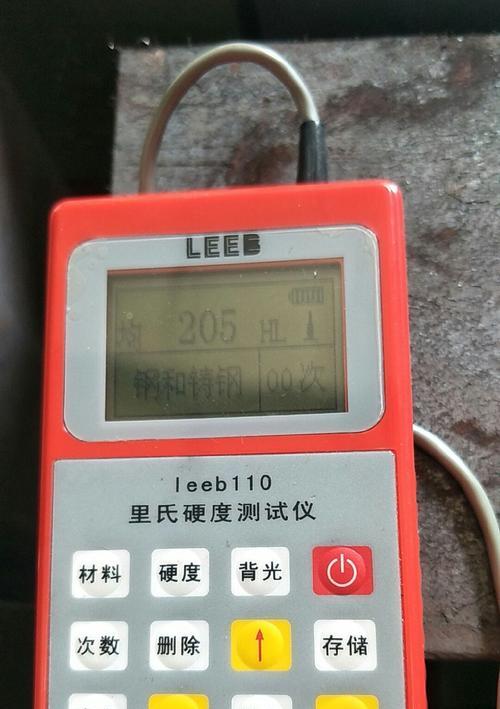 LEEB
均 205 HL
钢和铸钢 00次
leeb110
里氏硬度测试仪
材料 硬度 背光
次数 删除 ↑ 存储